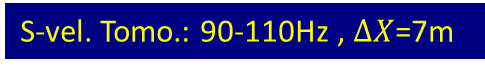 S-vel. Tomo.: 90-110Hz , Δ𝑋=7m